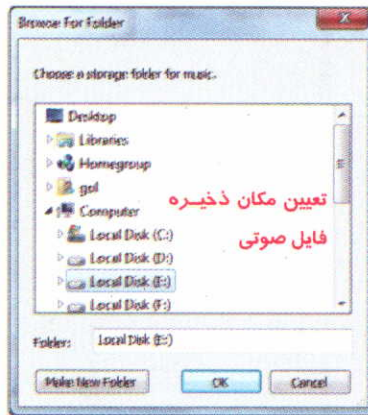 Browse For Folder
Choose a storage folder for music.
Desktop
Libraries
Homegroup
gol
Computer
Local Disk (C:)
Local Disk (D:)
Local Disk (E:)
Local Disk (F:)
تعیین مکان ذخیـره
فایل صوتی
Folder: Local Disk (E:)
Make New Folder
OK
Cancel